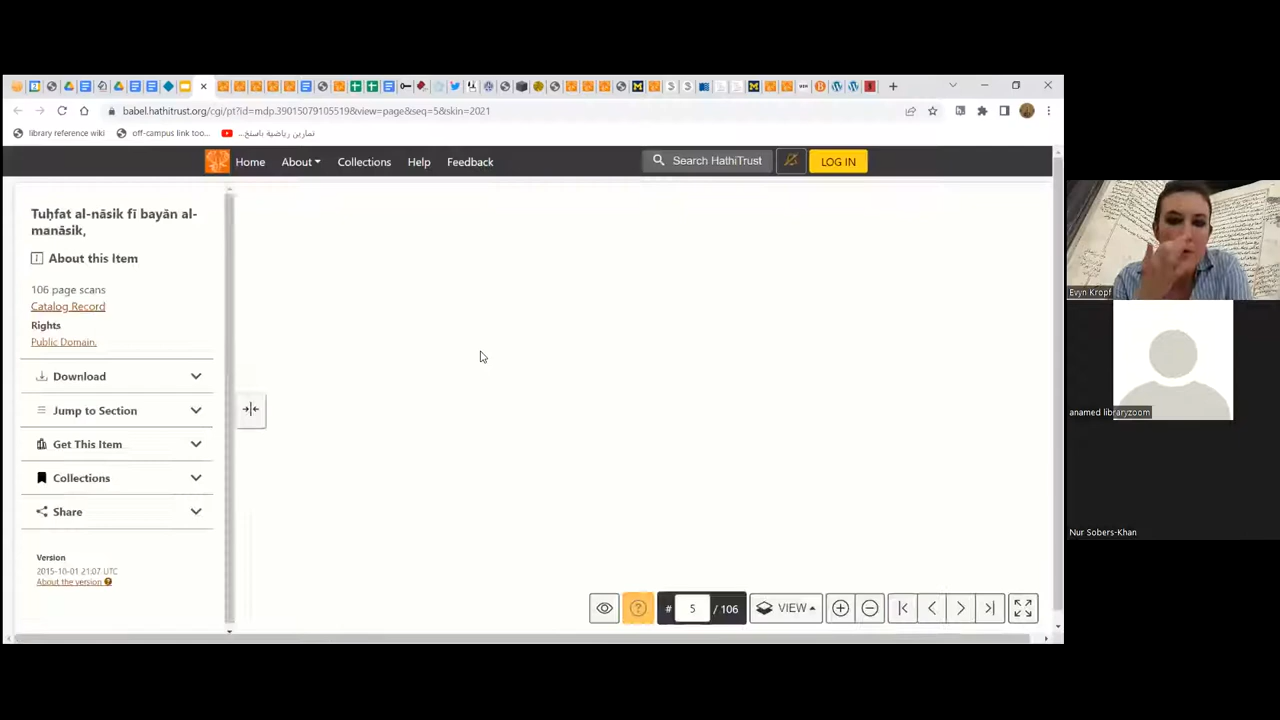 babel.hathitrust.org/cgi/pt?id=mdp.39015079105519&view=page&seq=5&skin=2021
library reference wiki
off-campus link too...
تمارين رياضية باستخ...
Home
About
Collections
Help
Feedback
Search HathiTrust
LOG IN
Tuḥfat al-nāsik fī bayān al-
manāsik,
About this Item
106 page scans
Catalog Record
Rights
Public Domain.
Download
Jump to Section
Get This Item
Collections
Share
Version
2015-10-01 21:07 UTC
About the version
# 5 / 106
VIEW
Evyn Kropf
anamed libraryzoom
Nur Sobers-Khan